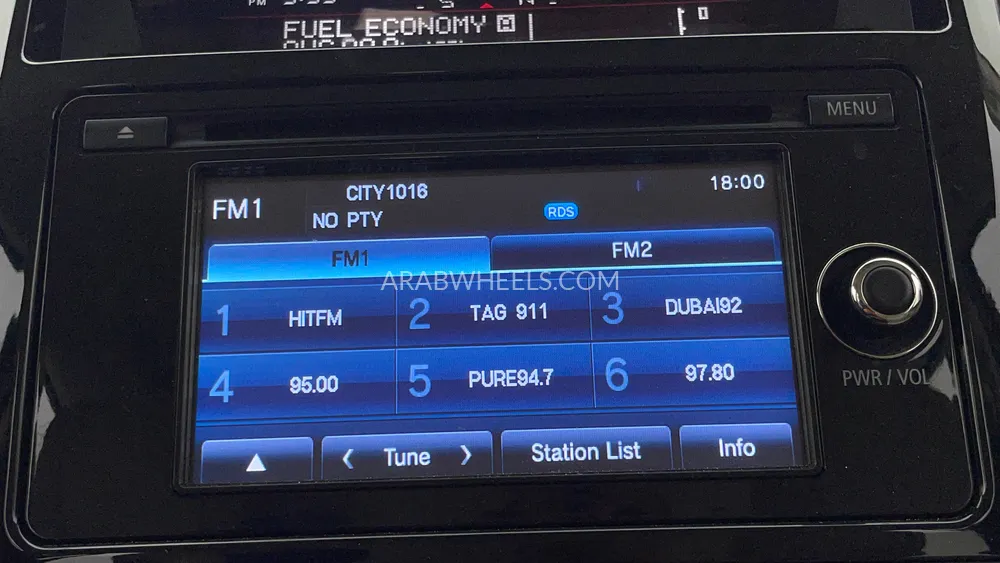 PM
FUEL ECONOMY
MENU
CITY1016
18:00
FM1
NO PTY
RDS
FM1
FM2
ARABWHEELS.COM
1 HITFM
2 TAG 911
3 DUBAI92
4 95.00
5 PURE94.7
6 97.80
PWR / VOL
Tune
Station List
Info